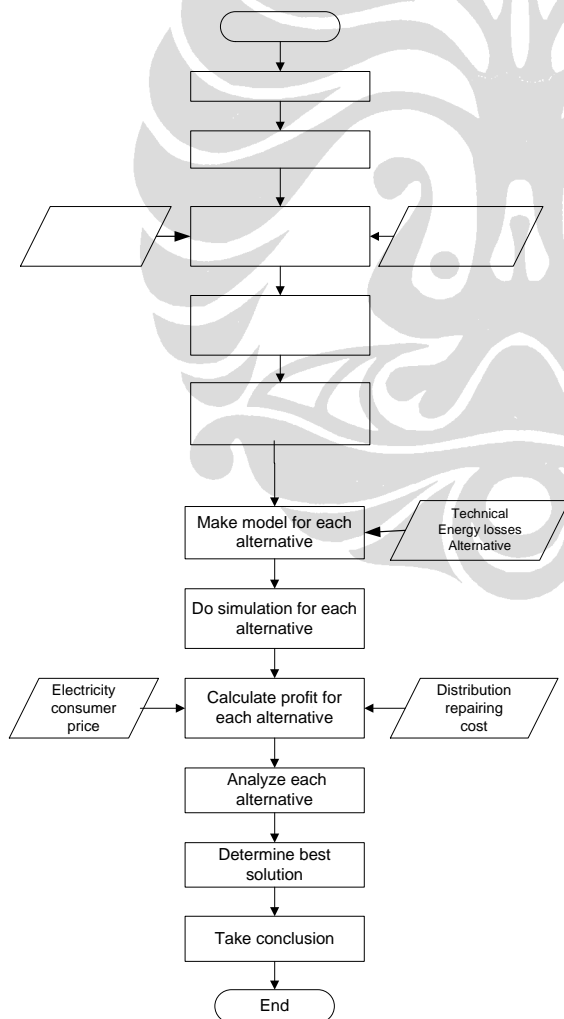 Make model for each
alternative
Technical
Energy losses
Alternative
Do simulation for each
alternative
Electricity
consumer
price
Calculate profit for
each alternative
Distribution
repairing
cost
Analyze each
alternative
Determine best
solution
Take conclusion
End